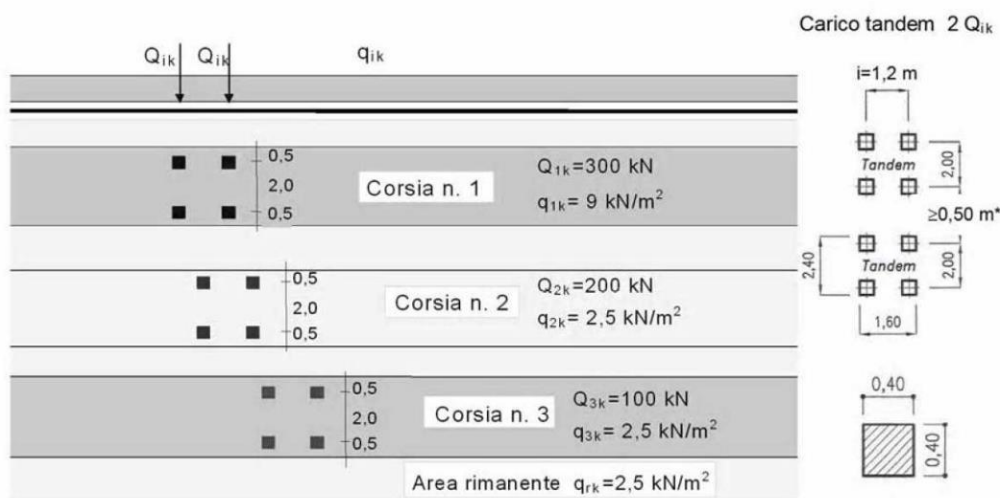 Carico tandem 2 Qik
Qik Qik qik
i=1,2 m
0,5
2,0
0,5
Corsia n. 1
Q1k=300 kN
q1k= 9 kN/m²
Tandem
2,00
≥0,50 m*
0,5
2,0
0,5
Corsia n. 2
Q2k=200 kN
q2k= 2,5 kN/m²
2,40
Tandem
2,00
1,60
0,5
2,0
0,5
Corsia n. 3
Q3k=100 kN
q3k= 2,5 kN/m²
0,40
0,40
Area rimanente qrk=2,5 kN/m²